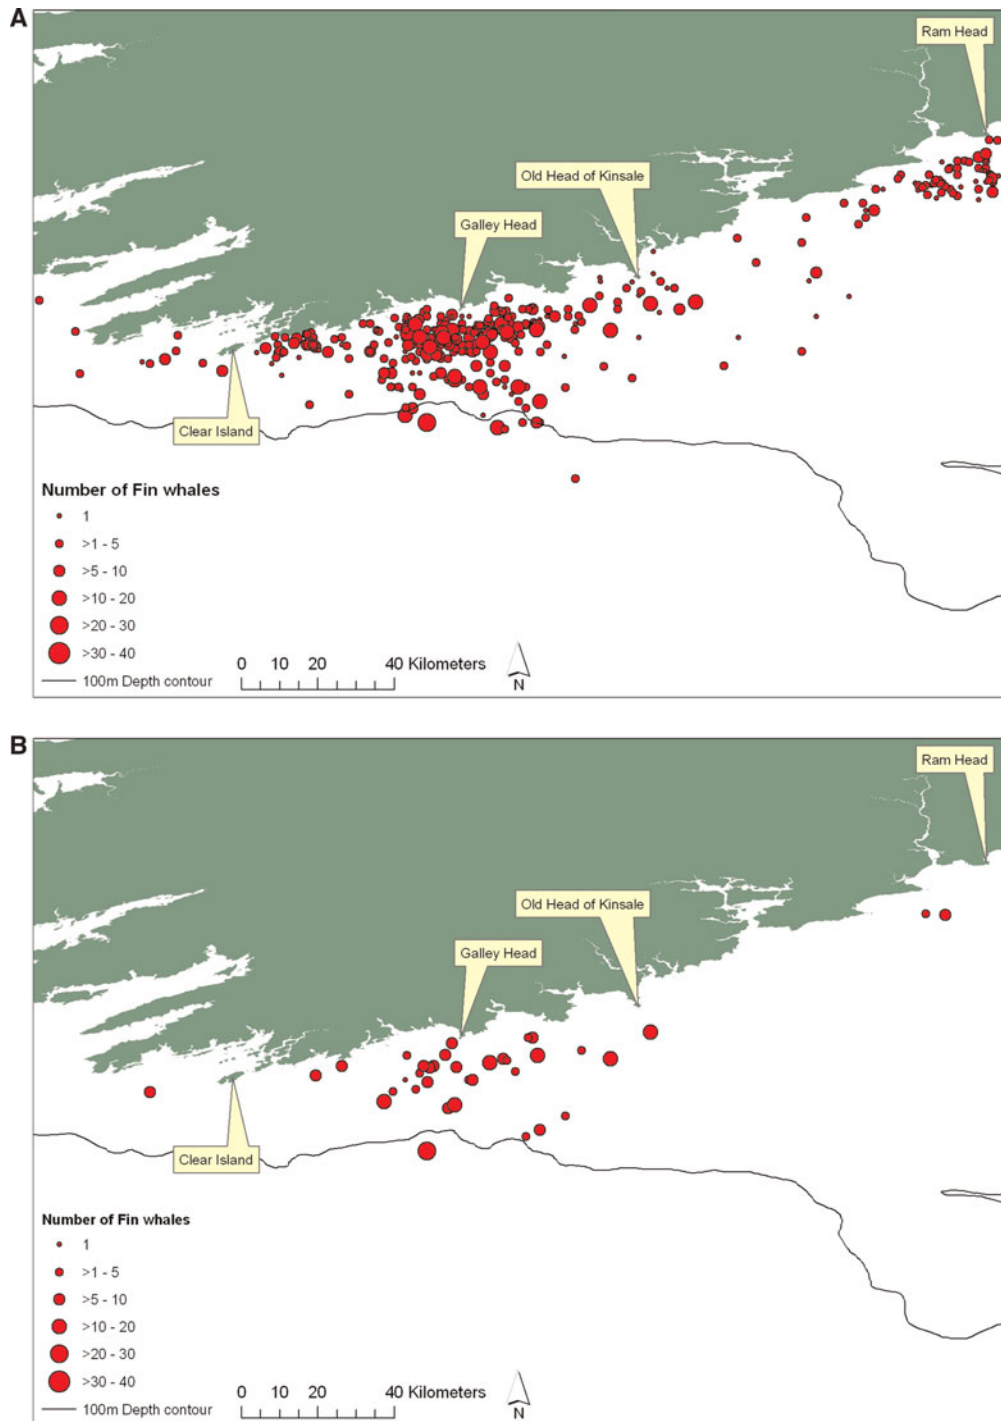 A
Ram Head
Old Head of Kinsale
Galley Head
Clear Island
Number of Fin whales
1
>1 - 5
>5 - 10
>10 - 20
>20 - 30
>30 - 40
100m Depth contour
0 10 20 40 Kilometers
N
B
Ram Head
Old Head of Kinsale
Galley Head
Clear Island
Number of Fin whales
1
>1 - 5
>5 - 10
>10 - 20
>20 - 30
>30 - 40
100m Depth contour
0 10 20 40 Kilometers
N